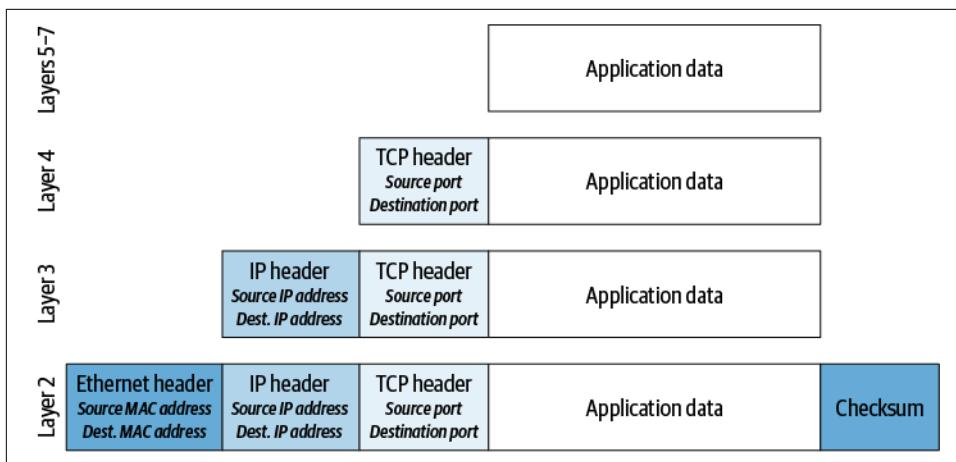 Layers 5–7
Application data
Layer 4
TCP header
Source port
Destination port
Application data
Layer 3
IP header
Source IP address
Dest. IP address
TCP header
Source port
Destination port
Application data
Layer 2
Ethernet header
Source MAC address
Dest. MAC address
IP header
Source IP address
Dest. IP address
TCP header
Source port
Destination port
Application data
Checksum